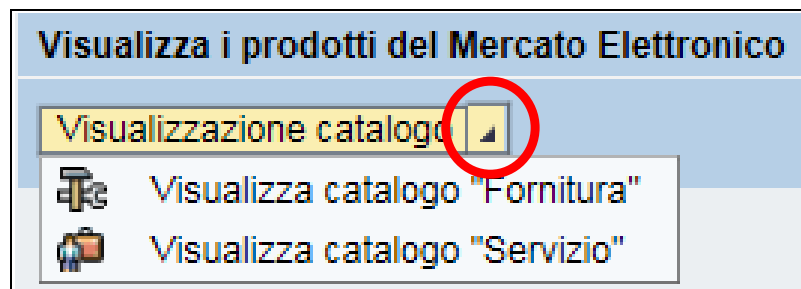 Visualizza i prodotti del Mercato Elettronico
Visualizzazione catalogo
Visualizza catalogo "Fornitura"
Visualizza catalogo "Servizio"